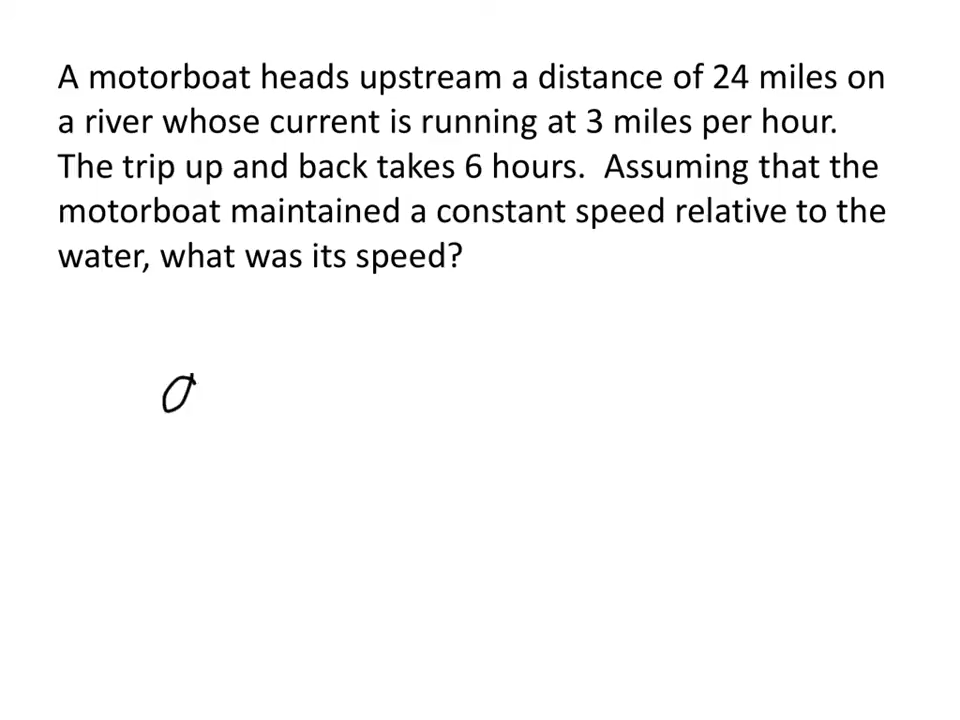 A motorboat heads upstream a distance of 24 miles on
a river whose current is running at 3 miles per hour.
The trip up and back takes 6 hours.  Assuming that the
motorboat maintained a constant speed relative to the
water, what was its speed?